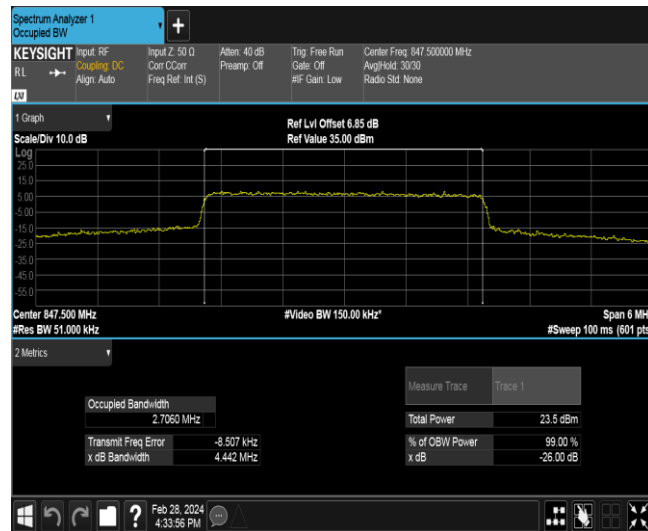 Spectrum Analyzer 1
Occupied BW
+
KEYSIGHT
RL
LXI
Input: RF
Coupling: DC
Align: Auto
Input Z: 50 Ω
Corr CCorr
Freq Ref: Int (S)
Atten: 40 dB
Preamp: Off
Trig: Free Run
Gate: Off
#IF Gain: Low
Center Freq: 847.500000 MHz
Avg|Hold: 30/30
Radio Std: None
1 Graph
Scale/Div 10.0 dB
Ref Lvl Offset 6.85 dB
Ref Value 35.00 dBm
Log
25.0
15.0
5.00
-5.00
-15.0
-25.0
-35.0
-45.0
-55.0
Center 847.500 MHz
#Res BW 51.000 kHz
#Video BW 150.00 kHz*
Span 6 MH
#Sweep 100 ms (601 pts
2 Metrics
Measure Trace Trace 1
Occupied Bandwidth
2.7060 MHz
Total Power 23.5 dBm
Transmit Freq Error -8.507 kHz
% of OBW Power 99.00 %
x dB Bandwidth 4.442 MHz
x dB -26.00 dB
?
Feb 28, 2024
4:33:56 PM